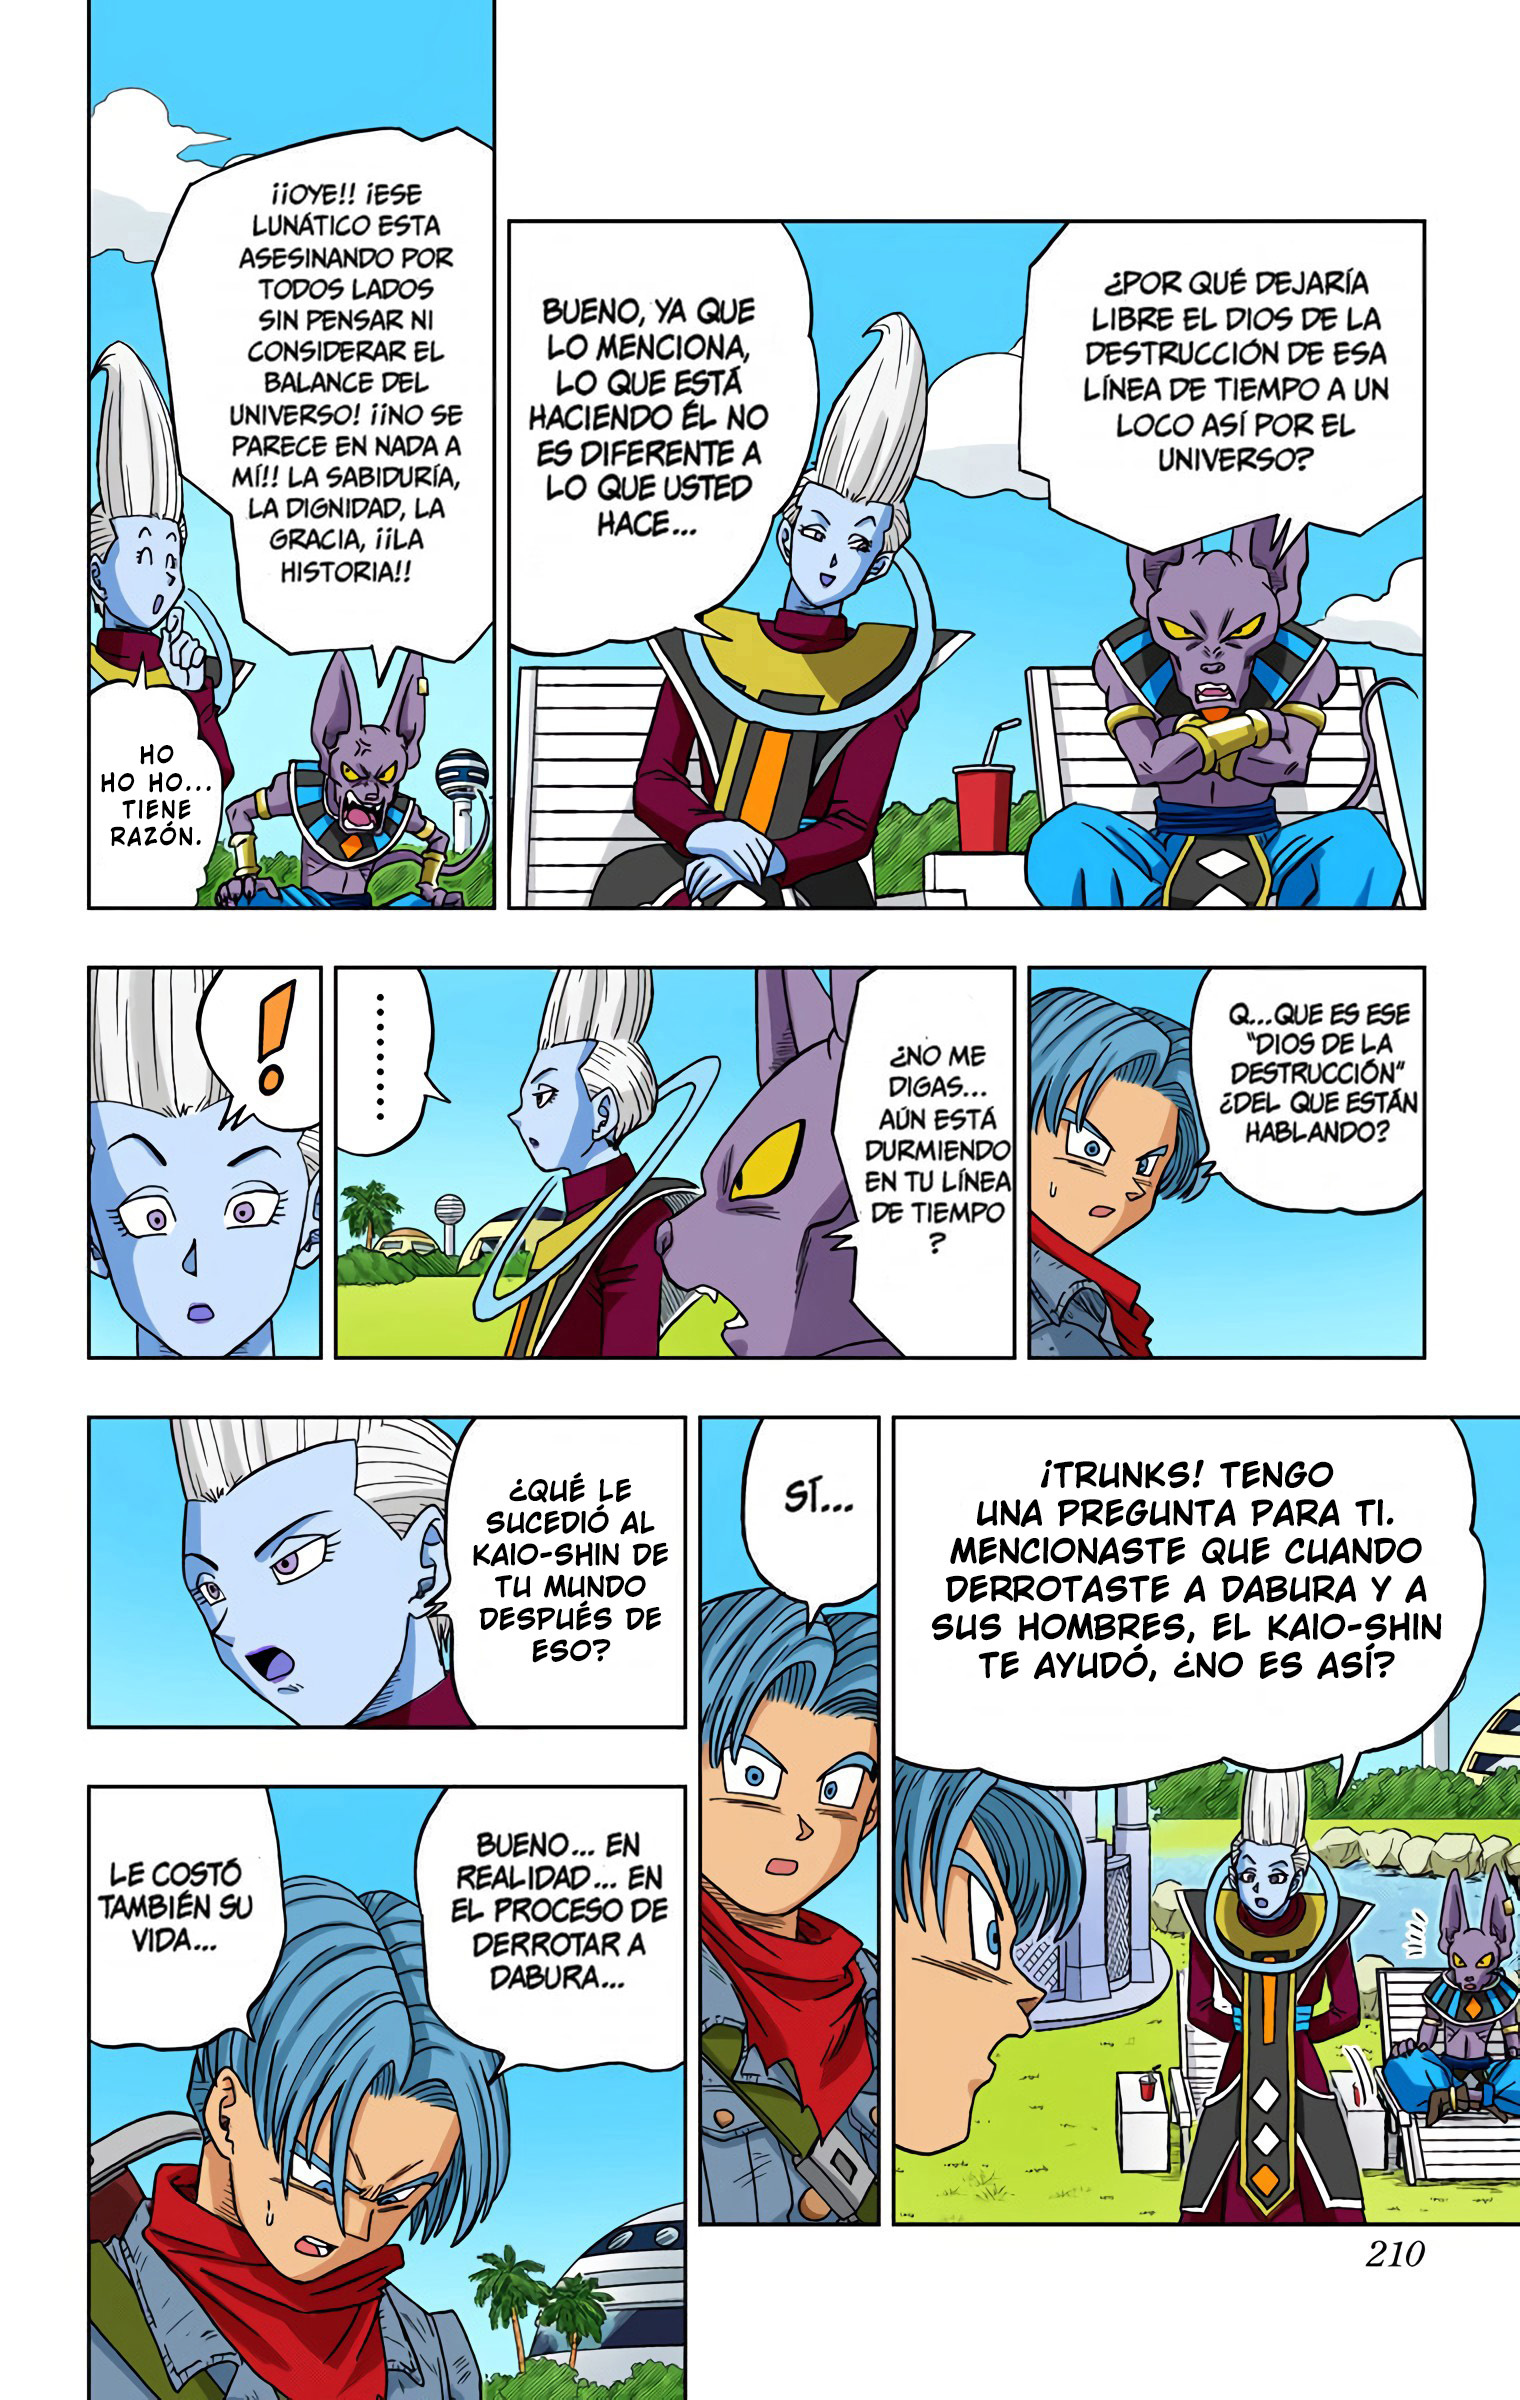 ¿POR QUÉ DEJARÍA
LIBRE EL DIOS DE LA
DESTRUCCIÓN DE ESA
LÍNEA DE TIEMPO A UN
LOCO ASÍ POR EL
UNIVERSO?
BUENO, YA QUE
LO MENCIONA,
LO QUE ESTÁ
HACIENDO ÉL NO
ES DIFERENTE A
LO QUE USTED
HACE...
¡¡OYE!! ¡ESE
LUNÁTICO ESTA
ASESINANDO POR
TODOS LADOS
SIN PENSAR NI
CONSIDERAR EL
BALANCE DEL
UNIVERSO! ¡¡NO SE
PARECE EN NADA A
MÍ!! LA SABIDURÍA,
LA DIGNIDAD, LA
GRACIA, ¡¡LA
HISTORIA!!
HO
HO HO...
TIENE
RAZÓN.
Q...QUE ES ESE
"DIOS DE LA
DESTRUCCIÓN"
¿DEL QUE ESTÁN
HABLANDO?
¿NO ME
DIGAS...
AÚN ESTÁ
DURMIENDO
EN TU LÍNEA
DE TIEMPO
?
.........
!
¡TRUNKS! TENGO
UNA PREGUNTA PARA TI.
MENCIONASTE QUE CUANDO
DERROTASTE A DABURA Y A
SUS HOMBRES, EL KAIO-SHIN
TE AYUDÓ, ¿NO ES ASÍ?
SÍ...
¿QUÉ LE
SUCEDIÓ AL
KAIO-SHIN DE
TU MUNDO
DESPUÉS DE
ESO?
BUENO... EN
REALIDAD... EN
EL PROCESO DE
DERROTAR A
DABURA...
LE COSTÓ
TAMBIÉN SU
VIDA...
210